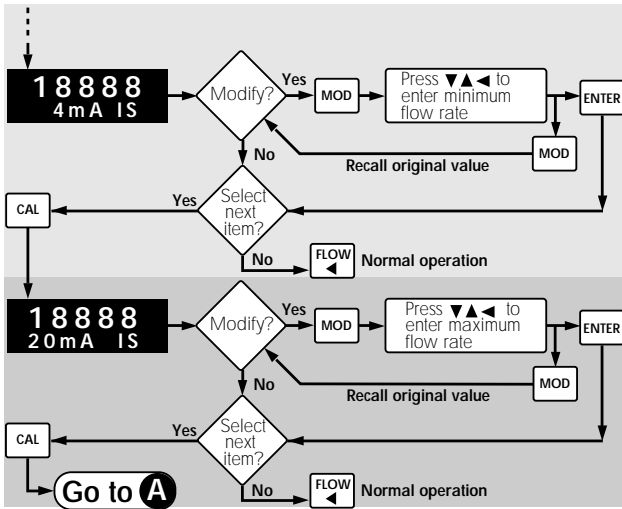 18888
4mA IS
Modify?
Yes
MOD
Press ▼▲◄ to
enter minimum
flow rate
ENTER
MOD
Recall original value
No
CAL
Yes
Select
next
item?
No
FLOW
◄
Normal operation
18888
20mA IS
Modify?
Yes
MOD
Press ▼▲◄ to
enter maximum
flow rate
ENTER
MOD
Recall original value
No
CAL
Yes
Select
next
item?
Go to A
No
FLOW
◄
Normal operation